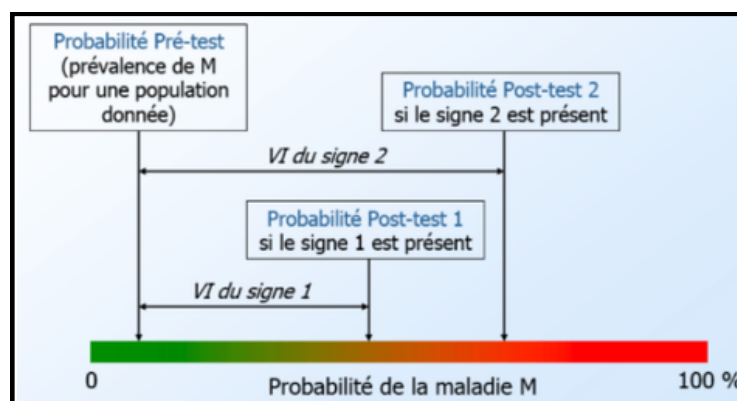 Probabilité Pré-test
(prévalence de M
pour une population
donnée)
Probabilité Post-test 2
si le signe 2 est présent
VI du signe 2
Probabilité Post-test 1
si le signe 1 est présent
VI du signe 1
0
Probabilité de la maladie M
100 %